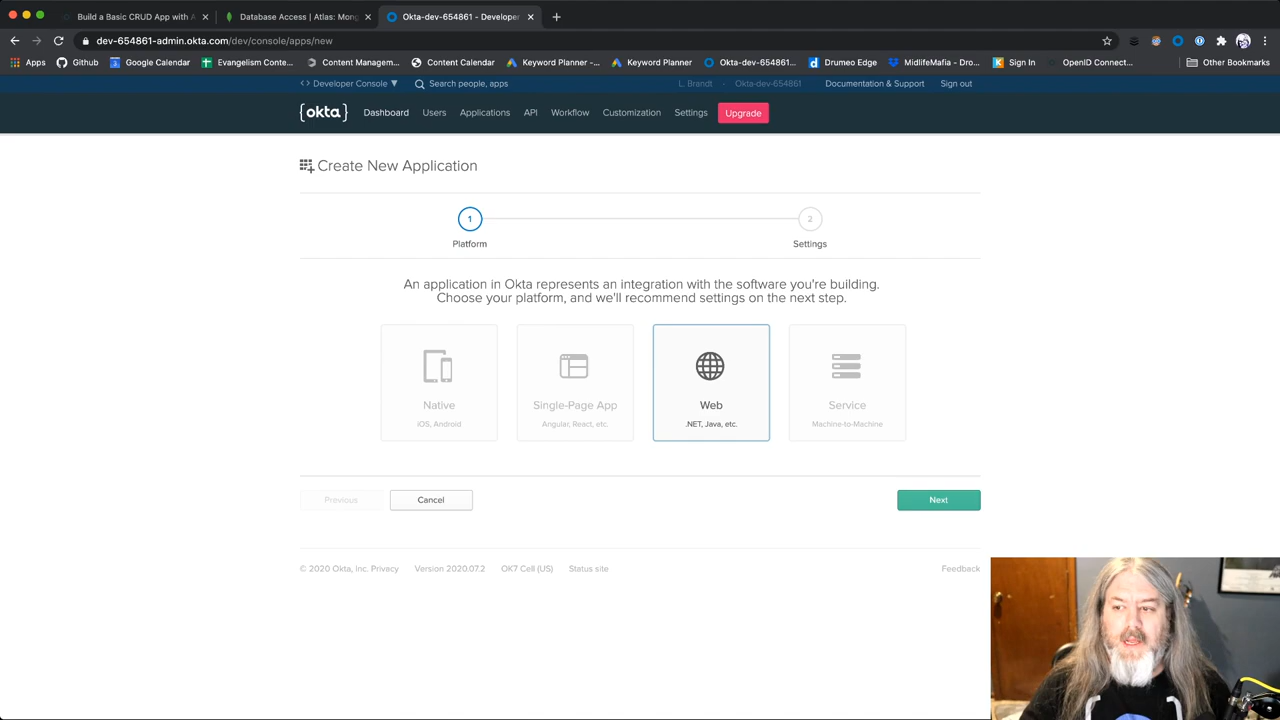 Build a Basic CRUD App with A
Database Access | Atlas: Mong
Okta-dev-654861 - Developer
dev-654861-admin.okta.com/dev/console/apps/new
Apps
Github
Google Calendar
Evangelism Conte...
Content Managem...
Content Calendar
Keyword Planner -...
Keyword Planner
Okta-dev-654861...
Drumeo Edge
MidlifeMafia - Dro...
Sign In
OpenID Connect...
Other Bookmarks
<> Developer Console ▼
Search people, apps
L. Brandt · Okta-dev-654861
Documentation & Support
Sign out
[okta]
Dashboard
Users
Applications
API
Workflow
Customization
Settings
Upgrade
Create New Application
1
2
Platform
Settings
An application in Okta represents an integration with the software you're building.
Choose your platform, and we'll recommend settings on the next step.
Native
iOS, Android
Single-Page App
Angular, React, etc.
Web
.NET, Java, etc.
Service
Machine-to-Machine
Previous
Cancel
Next
© 2020 Okta, Inc. Privacy
Version 2020.07.2
OK7 Cell (US)
Status site
Feedback